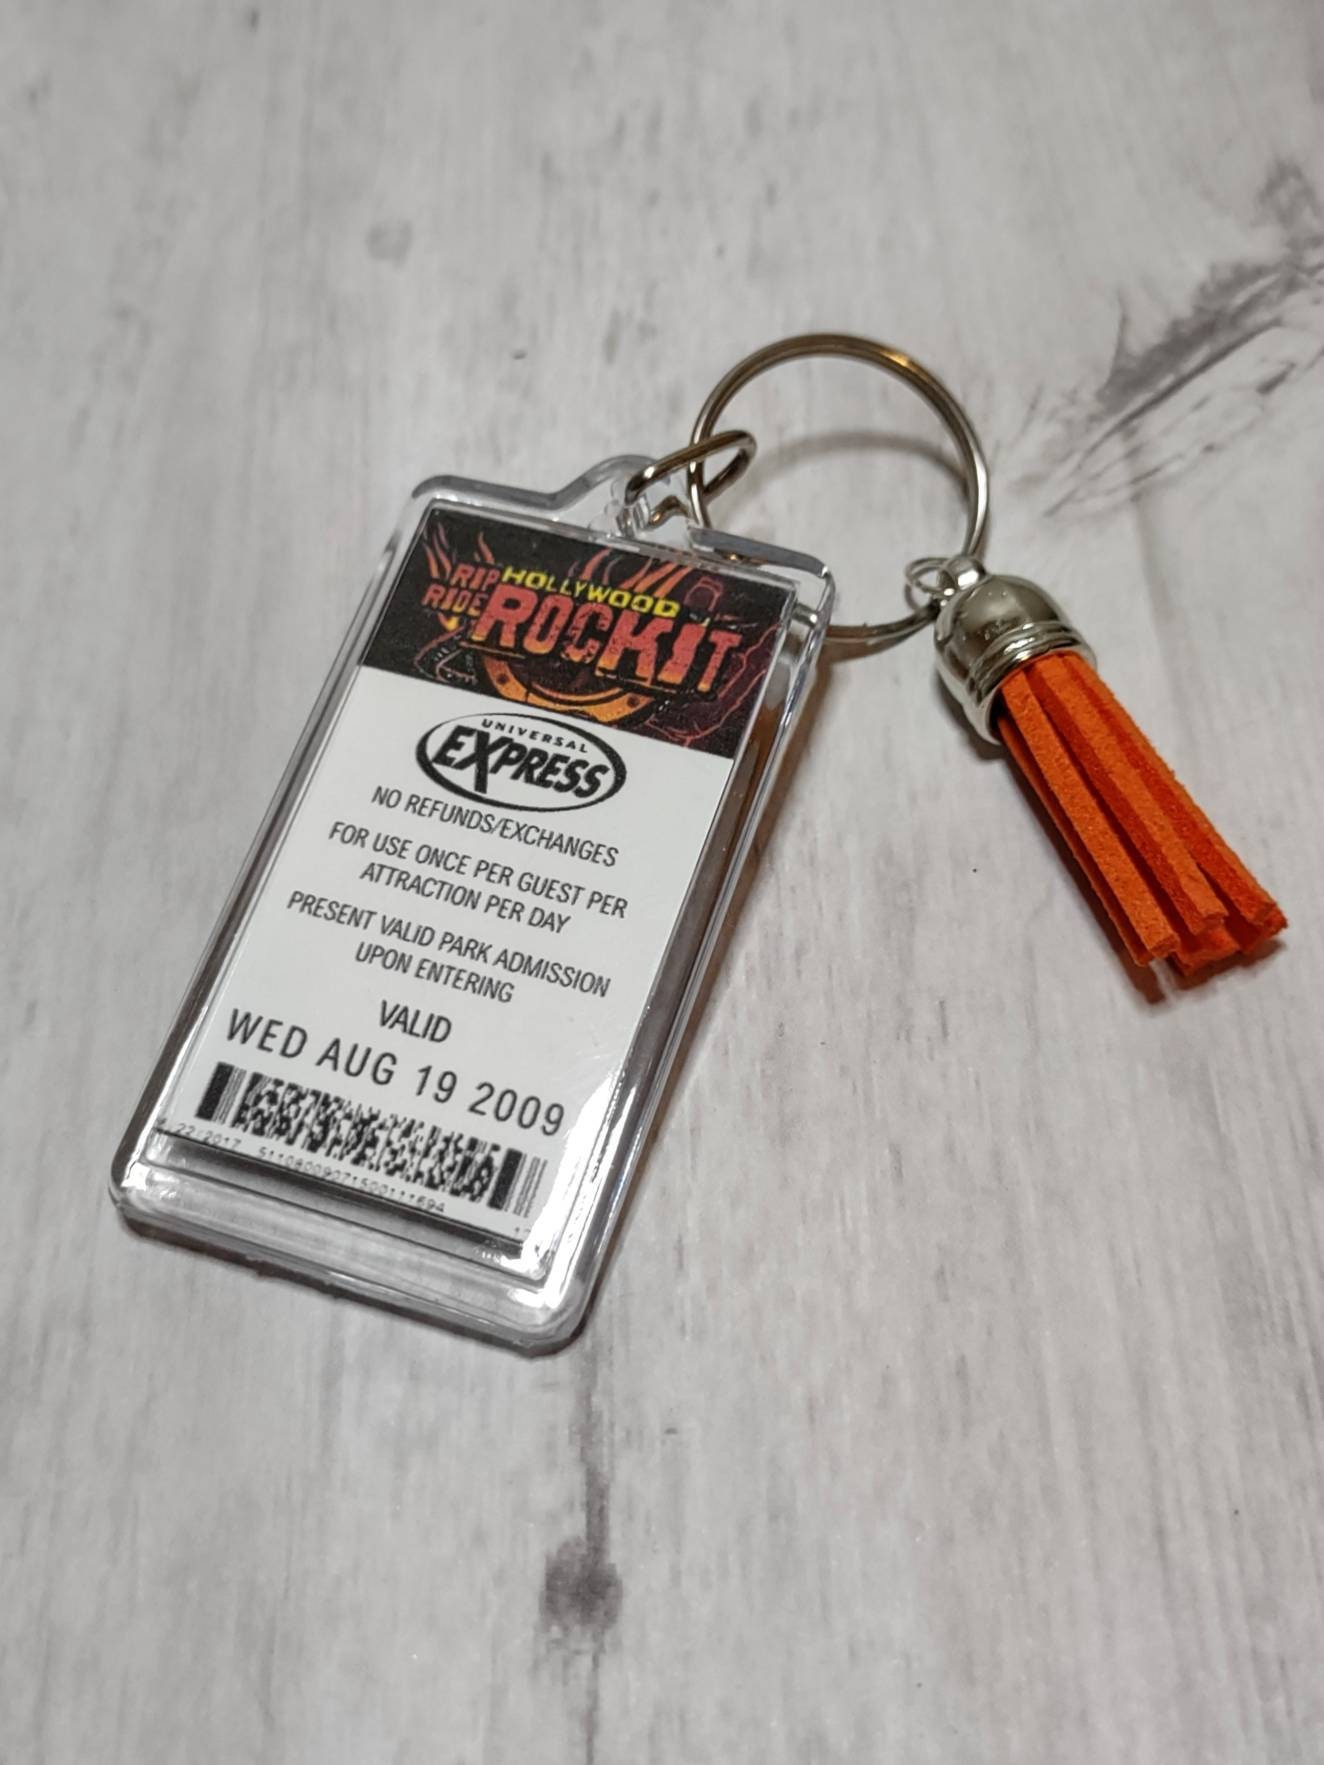 RIP HOLLYWOOD
RIDE ROCKIT
UNIVERSAL
EXPRESS
NO REFUNDS/EXCHANGES
FOR USE ONCE PER GUEST PER
ATTRACTION PER DAY
PRESENT VALID PARK ADMISSION
UPON ENTERING
VALID
WED AUG 19 2009